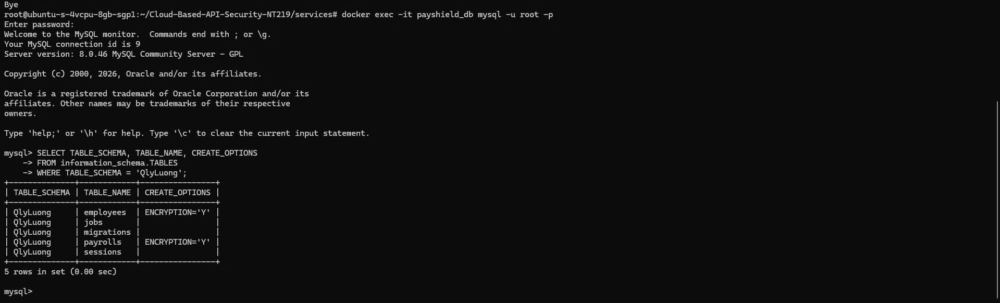 Bye
root@ubuntu-s-4vcpu-8gb-sgp1:~/Cloud-Based-API-Security-NT219/services# docker exec -it payshield_db mysql -u root -p
Enter password:
Welcome to the MySQL monitor.  Commands end with ; or \g.
Your MySQL connection id is 9
Server version: 8.0.46 MySQL Community Server - GPL

Copyright (c) 2000, 2026, Oracle and/or its affiliates.

Oracle is a registered trademark of Oracle Corporation and/or its
affiliates. Other names may be trademarks of their respective
owners.

Type 'help;' or '\h' for help. Type '\c' to clear the current input statement.

mysql> SELECT TABLE_SCHEMA, TABLE_NAME, CREATE_OPTIONS
    -> FROM information_schema.TABLES
    -> WHERE TABLE_SCHEMA = 'QlyLuong';
+--------------+------------+----------------+
| TABLE_SCHEMA | TABLE_NAME | CREATE_OPTIONS |
+--------------+------------+----------------+
| QlyLuong     | employees  | ENCRYPTION='Y' |
| QlyLuong     | jobs       |                |
| QlyLuong     | migrations |                |
| QlyLuong     | payrolls   | ENCRYPTION='Y' |
| QlyLuong     | sessions   |                |
+--------------+------------+----------------+
5 rows in set (0.00 sec)

mysql>